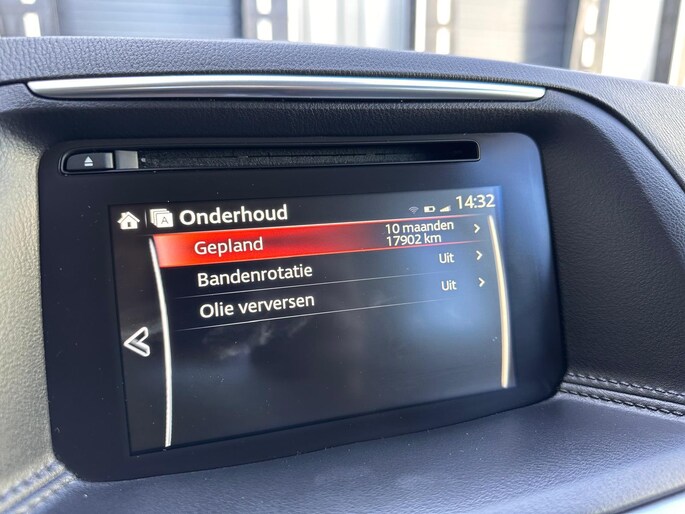 Onderhoud 14:32
Gepland 10 maanden
17902 km
Bandenrotatie Uit
Olie verversen Uit